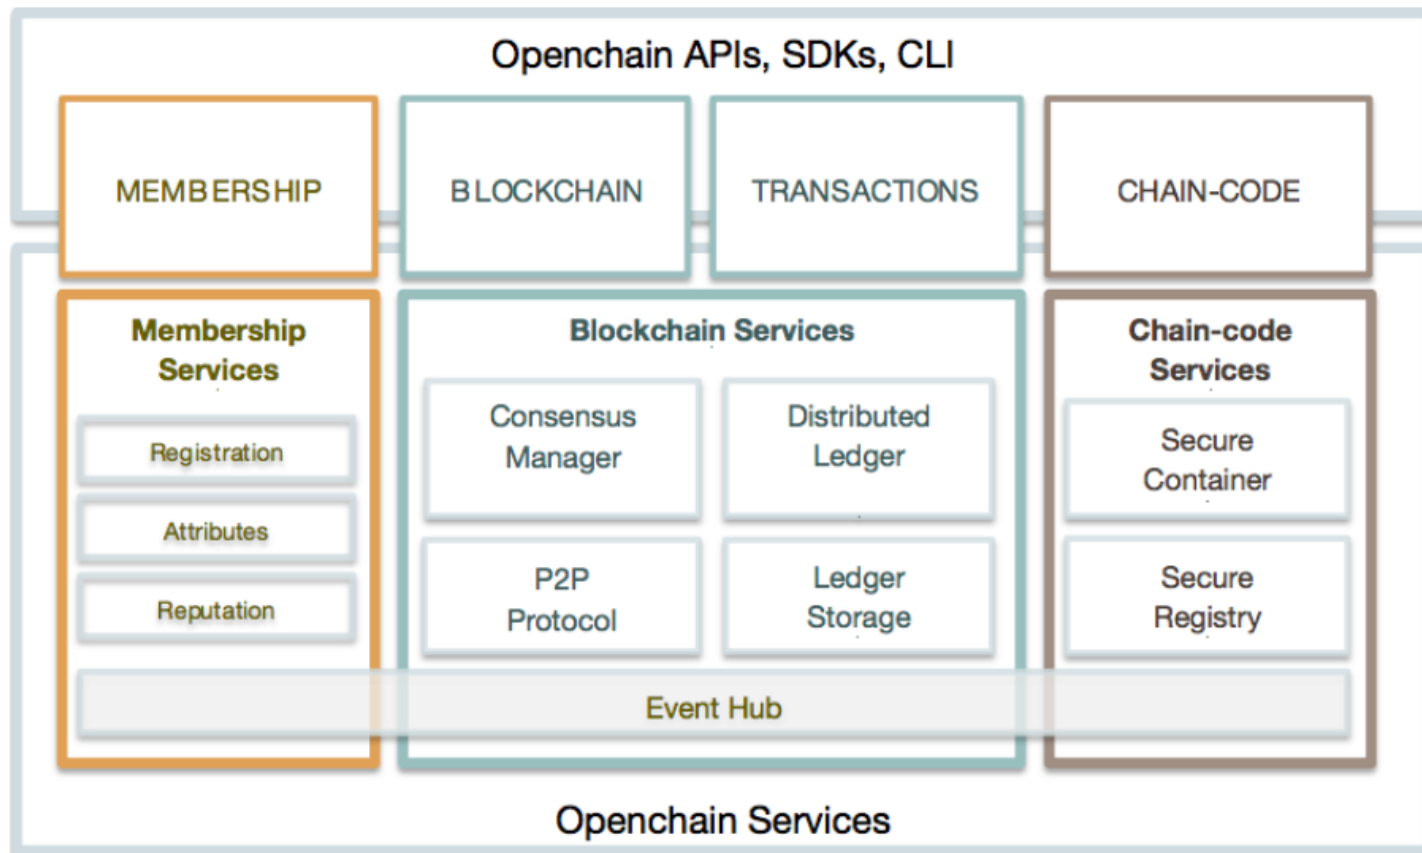 Openchain APIs, SDKs, CLI
MEMBERSHIP
BLOCKCHAIN
TRANSACTIONS
CHAIN-CODE
Membership
Services
Registration
Attributes
Reputation
Blockchain Services
Consensus
Manager
Distributed
Ledger
P2P
Protocol
Ledger
Storage
Chain-code
Services
Secure
Container
Secure
Registry
Event Hub
Openchain Services